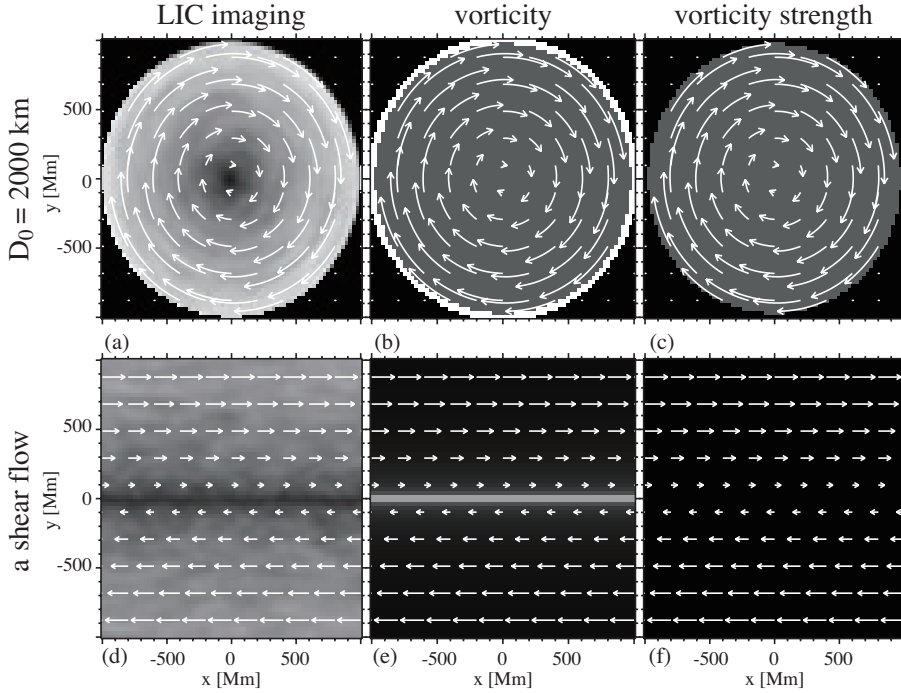 LIC imaging vorticity vorticity strength
D₀ = 2000 km
y [Mm]
500
0
-500
(a) (b) (c)
a shear flow
y [Mm]
500
0
-500
(d) (e) (f)
-500 0 500 -500 0 500 -500 0 500
x [Mm] x [Mm] x [Mm]